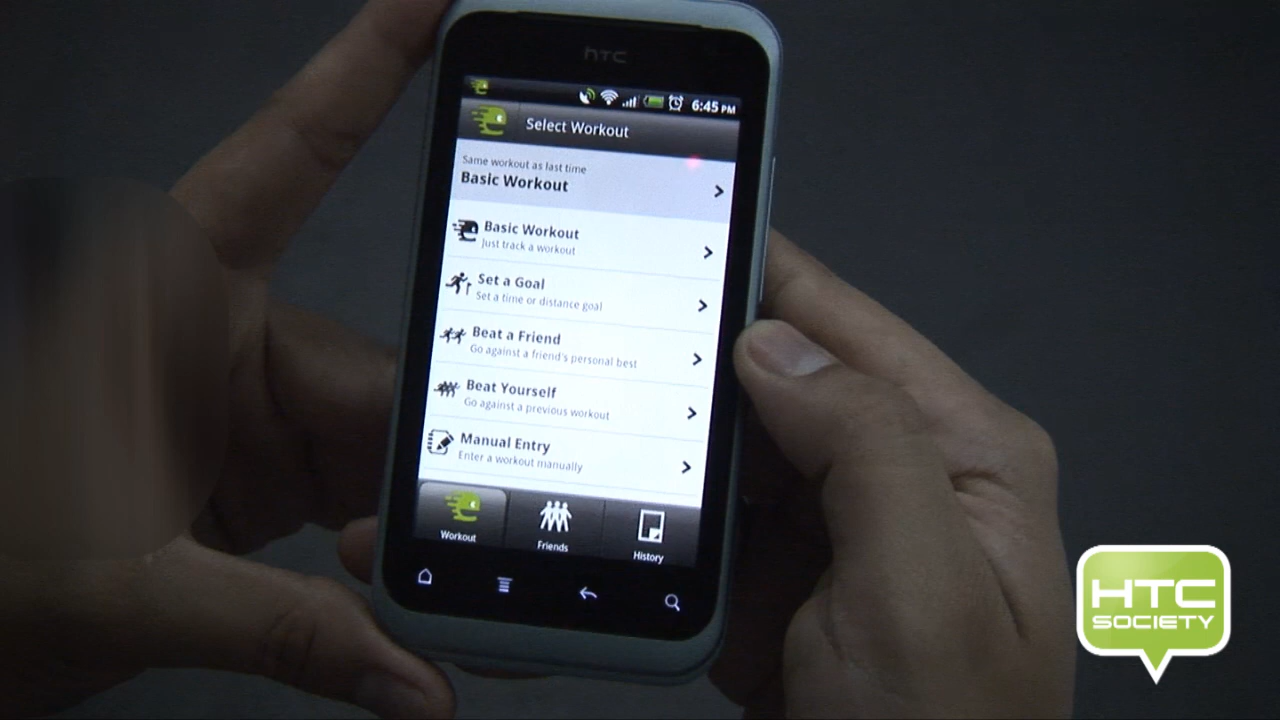 hTC
6:45 PM
Select Workout
Same workout as last time
Basic Workout
Basic Workout
Just track a workout
Set a Goal
Set a time or distance goal
Beat a Friend
Go against a friend's personal best
Beat Yourself
Go against a previous workout
Manual Entry
Enter a workout manually
Workout
Friends
History
HTC
SOCIETY